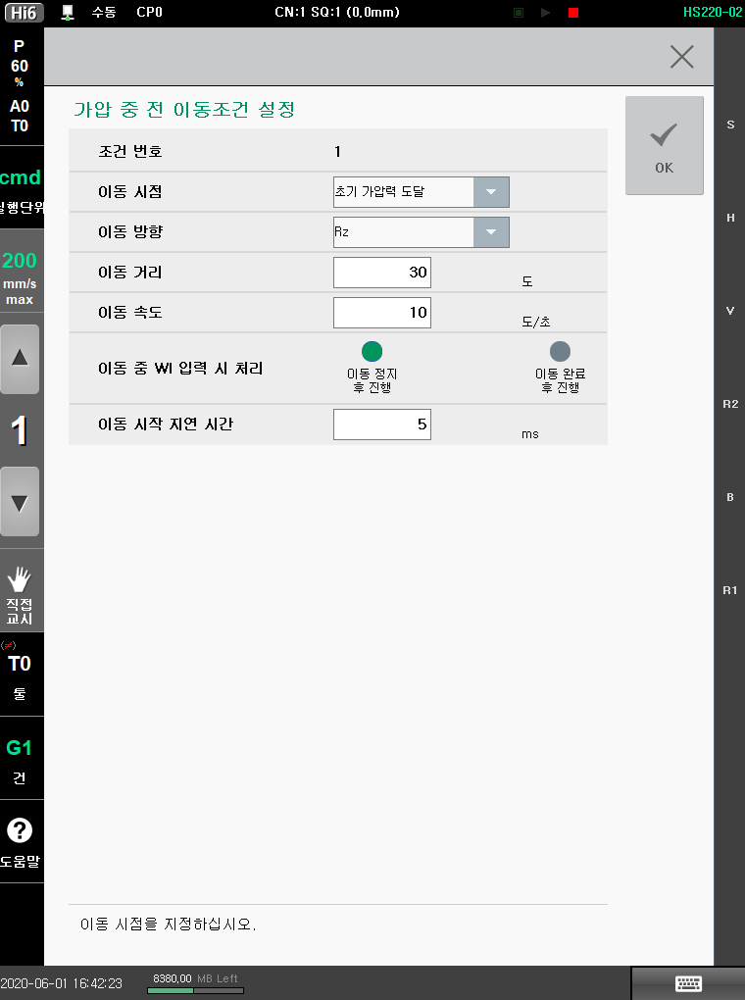 Hi6 수동 CP0 CN:1 SQ:1 (0.0mm) HS220-02
P
60
%
A0
T0
cmd
실행단위
200
mm/s
max
1
직접
교시
(≠)
T0
툴
G1
건
도움말
가압 중 전 이동조건 설정
OK
조건 번호 1
이동 시점 초기 가압력 도달
이동 방향 Rz
이동 거리 30 도
이동 속도 10 도/초
이동 중 WI 입력 시 처리
이동 정지
후 진행
이동 완료
후 진행
이동 시작 지연 시간 5 ms
이동 시점을 지정하십시오.
S
H
V
R2
B
R1
2020-06-01 16:42:23 8380.00 MB Left